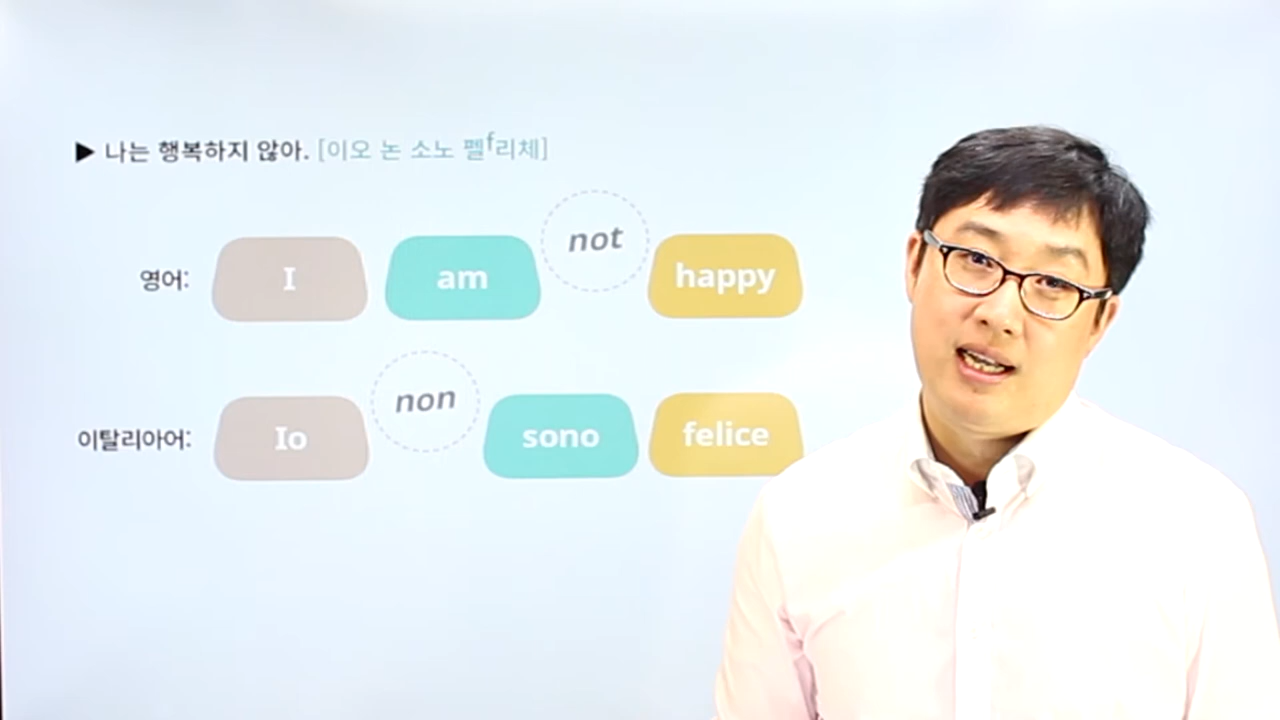 ▶ 나는 행복하지 않아. [이오 논 소노 펠ᶠ리체]
영어: I am not happy
이탈리아어: Io non sono felice